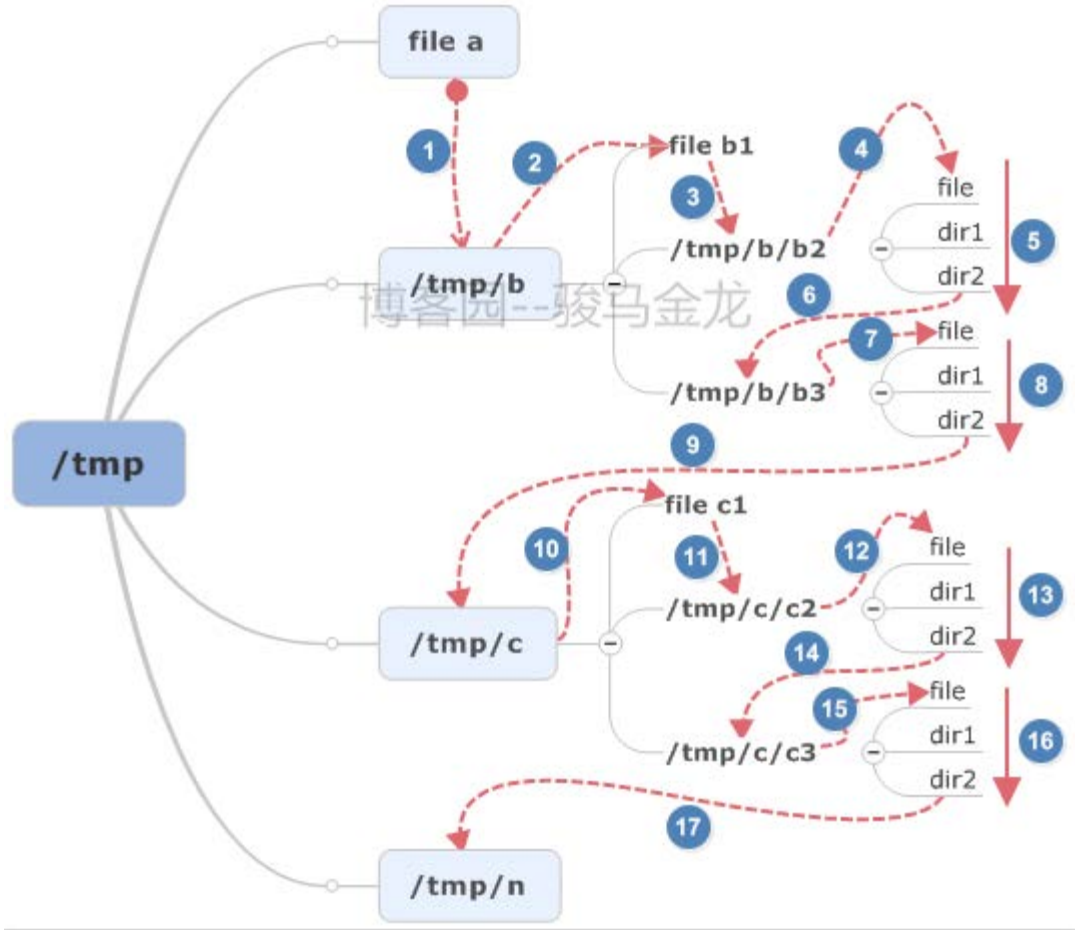 file a
1
2
file b1
3
4
file
/tmp/b/b2
dir1
5
/tmp/b
dir2
博客园--骏马金龙
6
7
file
/tmp/b/b3
dir1
8
dir2
9
/tmp
file c1
10
11
12
file
/tmp/c/c2
dir1
13
/tmp/c
dir2
14
15
file
/tmp/c/c3
dir1
16
dir2
17
/tmp/n